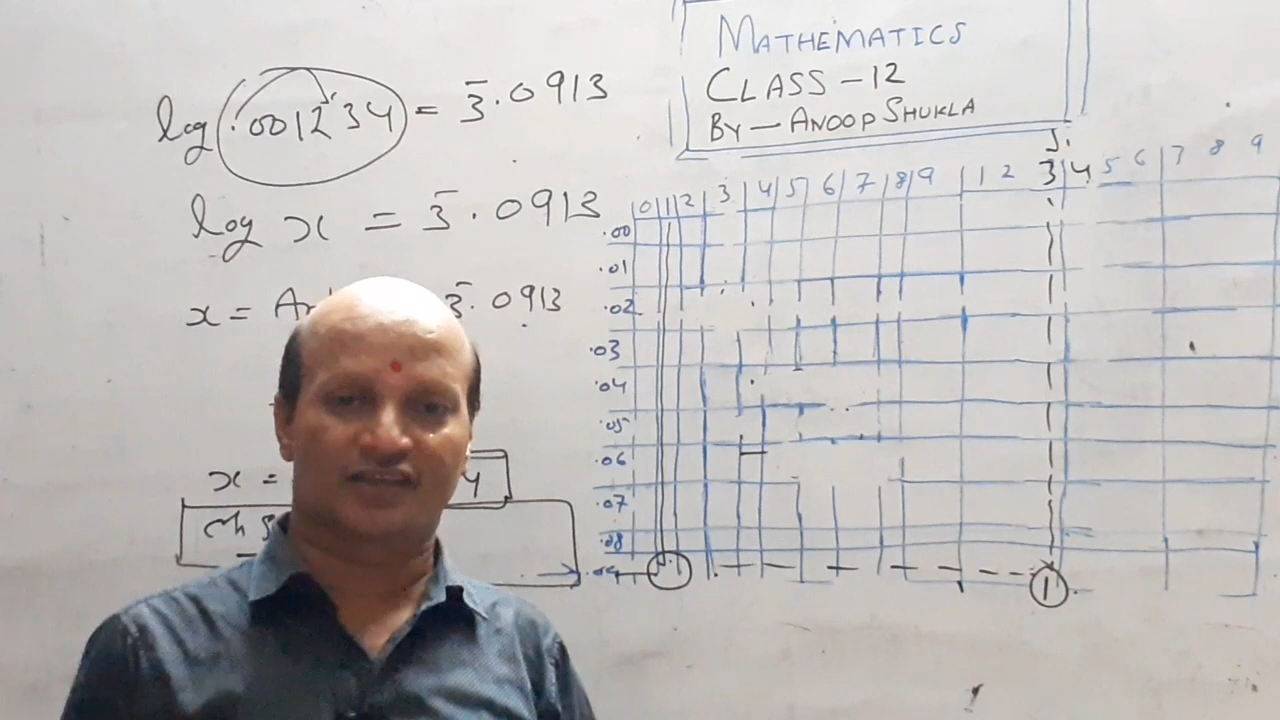 MATHEMATICS
CLASS - 12
BY - ANOOP SHUKLA
log .001234 = 3̅.0913
log x = 3̅.0913
x = 3̅.0913
x = 4
0 1 2 3 4 5 6 7 8 9 1 2 3 4 5 6 7 8 9
.00
.01
.02
.03
.04
.05
.06
.07
.08
.09
1